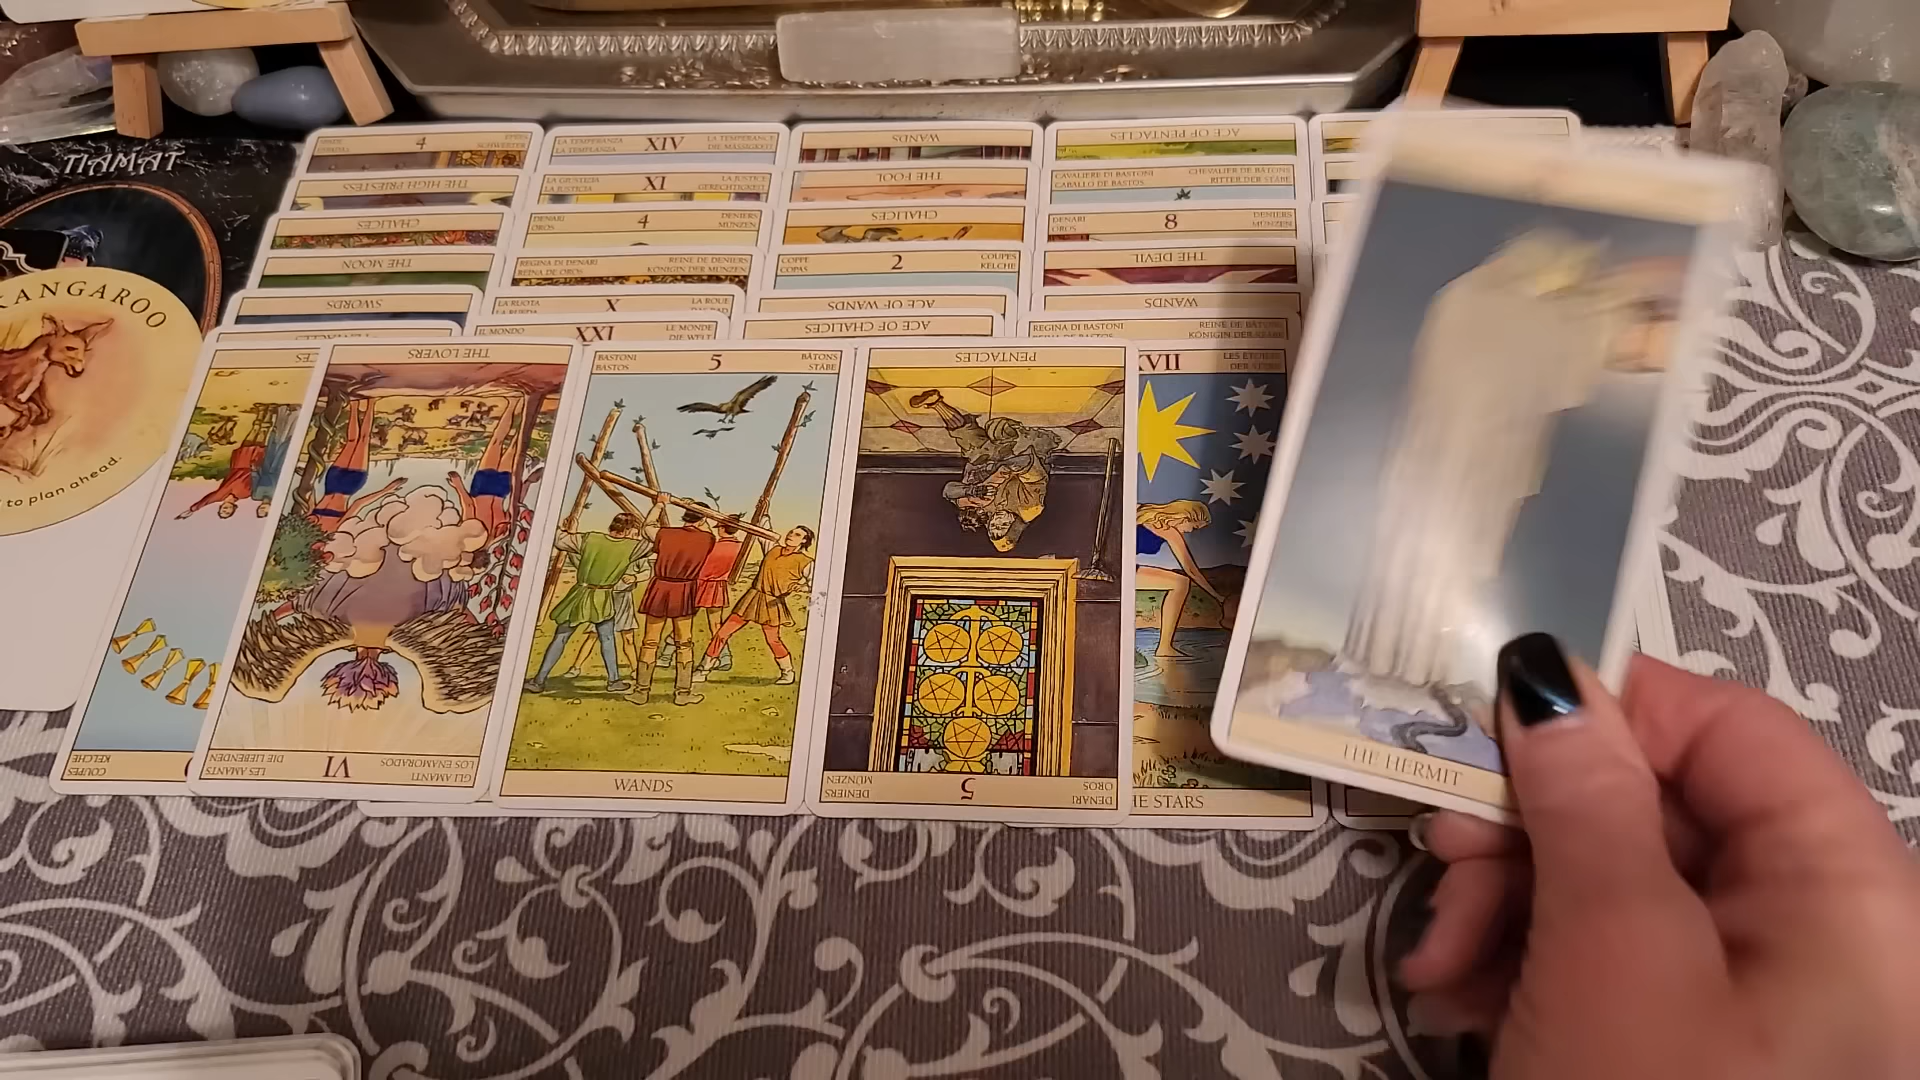 TIAMAT
KANGAROO
to plan ahead.
4
XIV
LA TEMPERANZA
LA TEMPLANZA
LA TEMPERANCE
DIE MÄSSIGKEIT
WANDS
ACE OF PENTACLES
THE HIGH PRIESTESS
LA GIUSTIZIA
LA JUSTICIA
XI
LA JUSTICE
GERECHTIGKEIT
THE FOOL
CAVALIERE DI BASTONI
CABALLO DE BASTOS
CHEVALIER DE BÂTONS
RITTER DER STÄBE
CHALICES
DENARI
OROS
4
DENIERS
MÜNZEN
CHALICES
DENARI
OROS
8
DENIERS
MÜNZEN
THE MOON
REGINA DI DENARI
REINA DE OROS
REINE DE DENIERS
KÖNIGIN DER MÜNZEN
COPPE
COPAS
2
COUPES
KELCHE
THE DEVIL
SWORDS
LA RUOTA
LA RUEDA
X
LA ROUE
DAS RAD
ACE OF WANDS
WANDS
IL MONDO
XXI
LE MONDE
DIE WELT
ACE OF CHALICES
REGINA DI BASTONI
REINA DE BASTOS
REINE DE BÂTONS
KÖNIGIN DER STÄBE
THE LOVERS
BASTONI
BASTOS
5
BÂTONS
STÄBE
PENTACLES
VII
LES ÉTOILES
COUPES
KELCHE
LES AMANTS
DIE LIEBENDEN
VI
GLI AMANTI
LOS ENAMORADOS
WANDS
DENIERS
MÜNZEN
5
DENARI
OROS
HE STARS
THE HERMIT